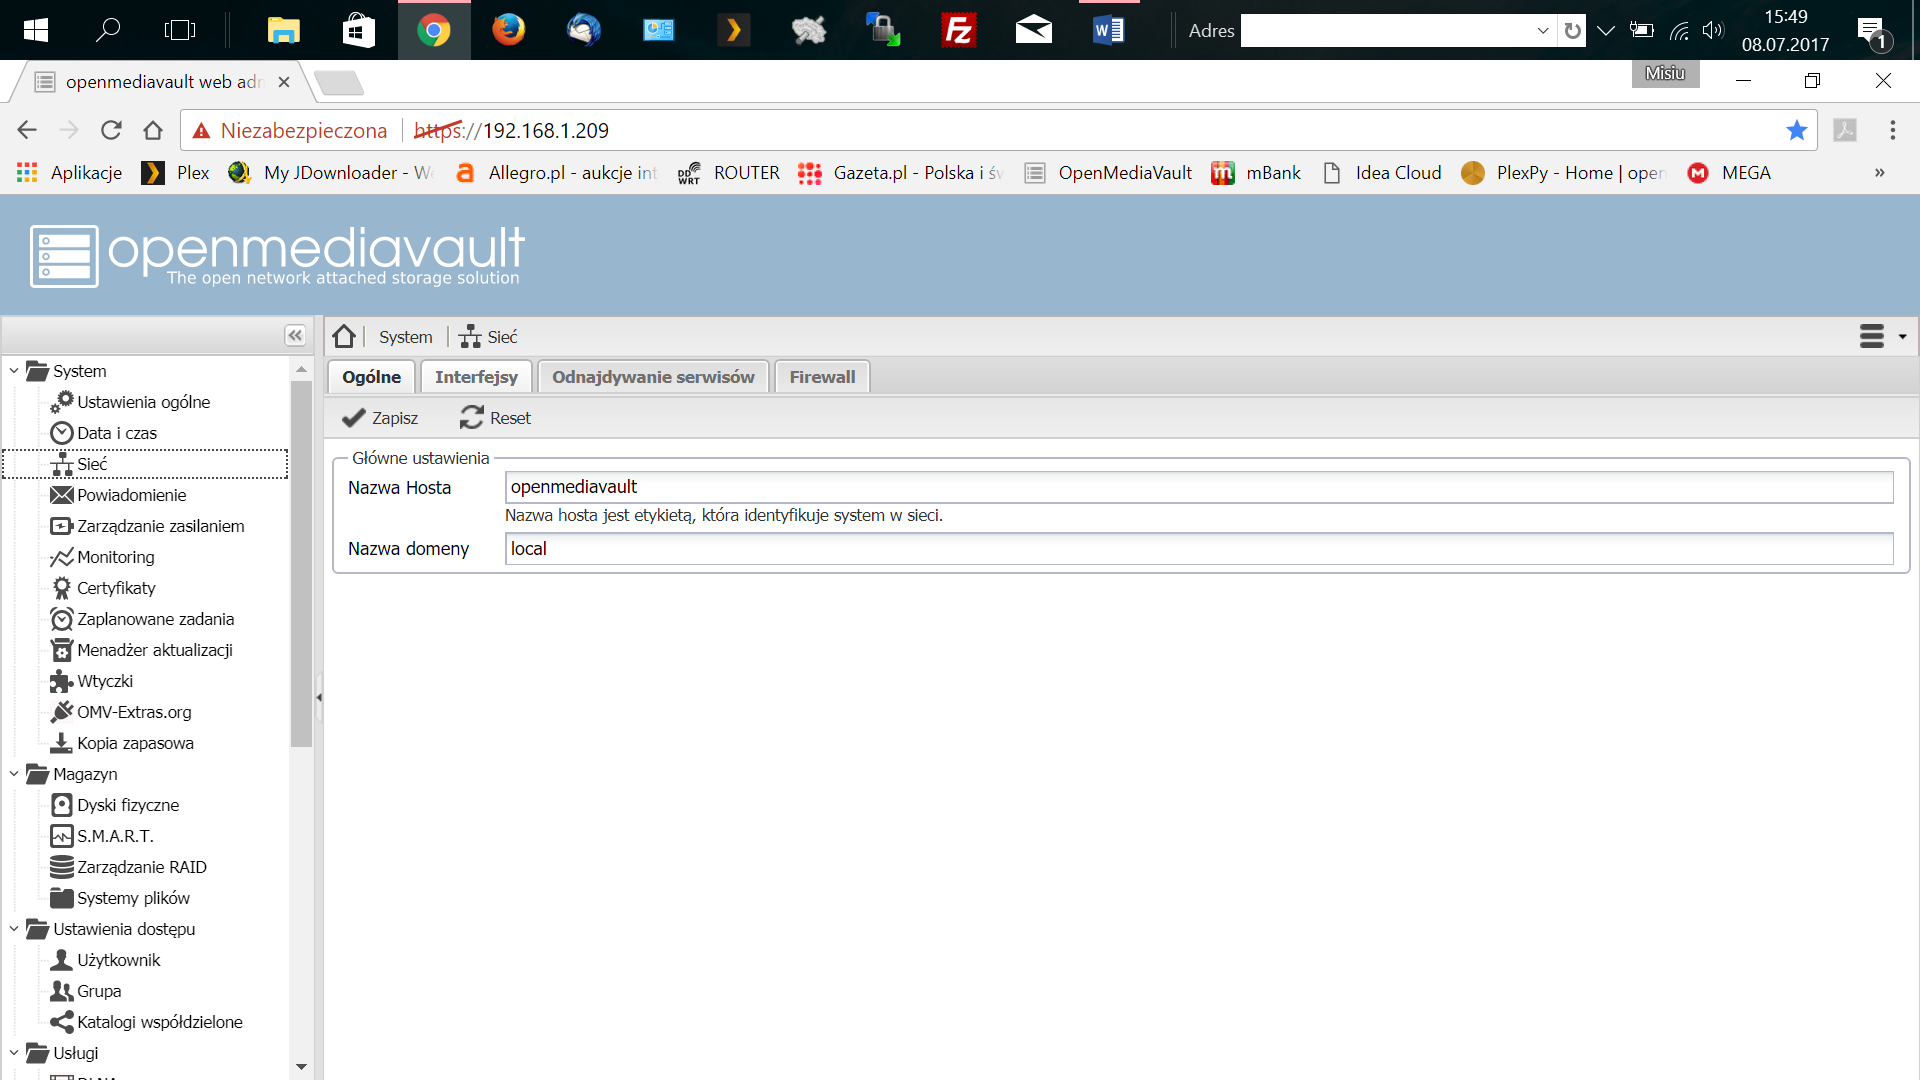 Adres
15:49
08.07.2017
1
openmediavault web adr
Misiu
Niezabezpieczona https://192.168.1.209
Aplikacje Plex My JDownloader - We Allegro.pl - aukcje int DD WRT ROUTER Gazeta.pl - Polska i św OpenMediaVault mBank Idea Cloud PlexPy - Home | oper MEGA »
openmediavault
The open network attached storage solution
System Sieć
System
Ustawienia ogólne
Data i czas
Sieć
Powiadomienie
Zarządzanie zasilaniem
Monitoring
Certyfikaty
Zaplanowane zadania
Menadżer aktualizacji
Wtyczki
OMV-Extras.org
Kopia zapasowa
Magazyn
Dyski fizyczne
S.M.A.R.T.
Zarządzanie RAID
Systemy plików
Ustawienia dostępu
Użytkownik
Grupa
Katalogi współdzielone
Usługi
Ogólne Interfejsy Odnajdywanie serwisów Firewall
Zapisz Reset
Główne ustawienia
Nazwa Hosta openmediavault
Nazwa hosta jest etykietą, która identyfikuje system w sieci.
Nazwa domeny local